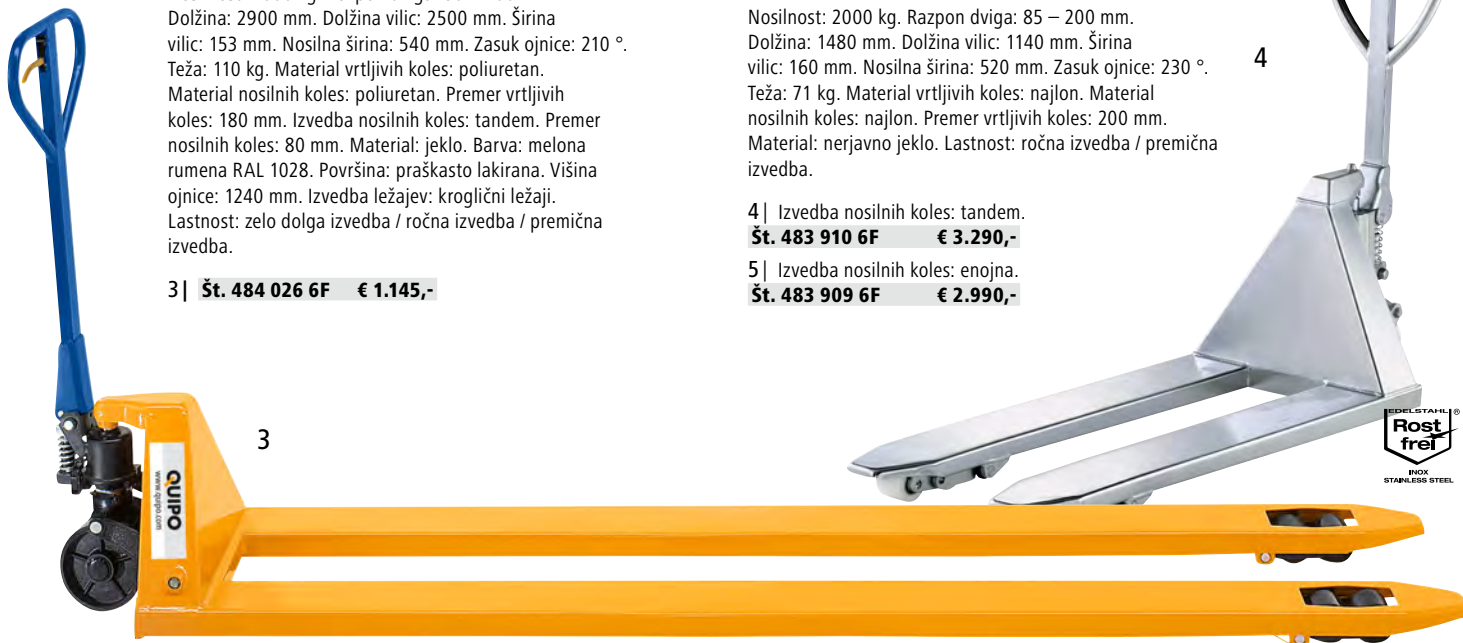 Dolžina: 2900 mm. Dolžina vilic: 2500 mm. Širina
vilic: 153 mm. Nosilna širina: 540 mm. Zasuk ojnice: 210 °.
Teža: 110 kg. Material vrtljivih koles: poliuretan.
Material nosilnih koles: poliuretan. Premer vrtljivih
koles: 180 mm. Izvedba nosilnih koles: tandem. Premer
nosilnih koles: 80 mm. Material: jeklo. Barva: melona
rumena RAL 1028. Površina: praškasto lakirana. Višina
ojnice: 1240 mm. Izvedba ležajev: kroglični ležaji.
Lastnost: zelo dolga izvedba / ročna izvedba / premična
izvedba.
3| Št. 484 026 6F € 1.145,-
Nosilnost: 2000 kg. Razpon dviga: 85 – 200 mm.
Dolžina: 1480 mm. Dolžina vilic: 1140 mm. Širina
vilic: 160 mm. Nosilna širina: 520 mm. Zasuk ojnice: 230 °.
Teža: 71 kg. Material vrtljivih koles: najlon. Material
nosilnih koles: najlon. Premer vrtljivih koles: 200 mm.
Material: nerjavno jeklo. Lastnost: ročna izvedba / premična
izvedba.
4| Izvedba nosilnih koles: tandem.
Št. 483 910 6F € 3.290,-
5| Izvedba nosilnih koles: enojna.
Št. 483 909 6F € 2.990,-
4
3
QUIPO
www.quipo.com
EDELSTAHL ®
Rost
frei
INOX
STAINLESS STEEL